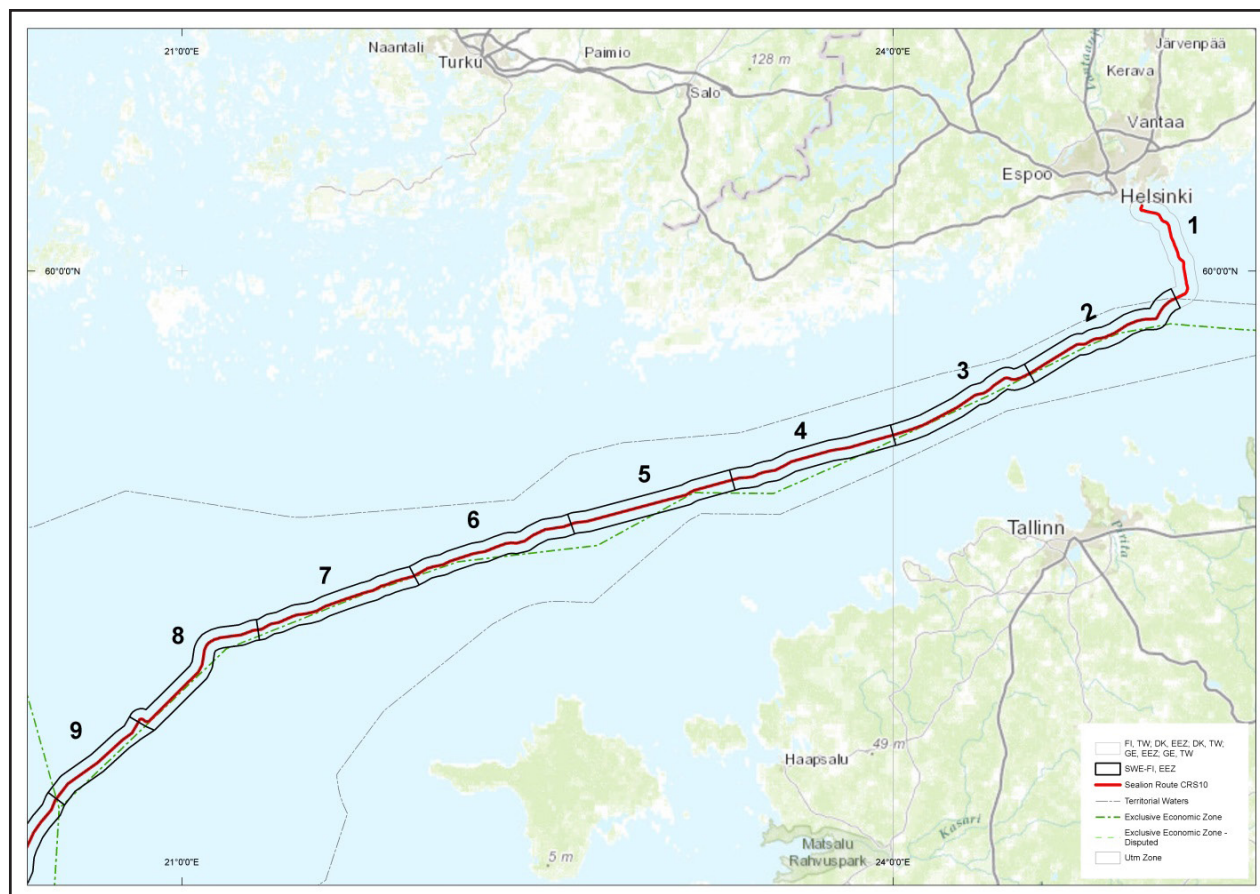 21°0'0"E
24°0'0"E
Naantali
Turku
Paimio
128 m
Järvenpää
Kerava
Salo
Vantaa
Espoo
Helsinki
1
60°0'0"N
60°0'0"N
2
3
4
5
6
Tallinn
Pirita
7
8
9
Haapsalu
49 m
Kasari
Matsalu
Rahvuspark
5 m
21°0'0"E
24°0'0"E
FI, TW; DK, EEZ; DK, TW;
GE, EEZ; GE, TW
SWE-FI, EEZ
Sealion Route CRS10
Territorial Waters
Exclusive Economic Zone
Exclusive Economic Zone -
Disputed
Utm Zone